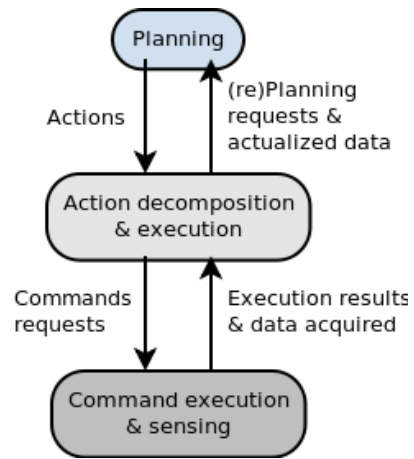 Planning
Actions
(re)Planning
requests &
actualized data
Action decomposition
& execution
Commands
requests
Execution results
& data acquired
Command execution
& sensing